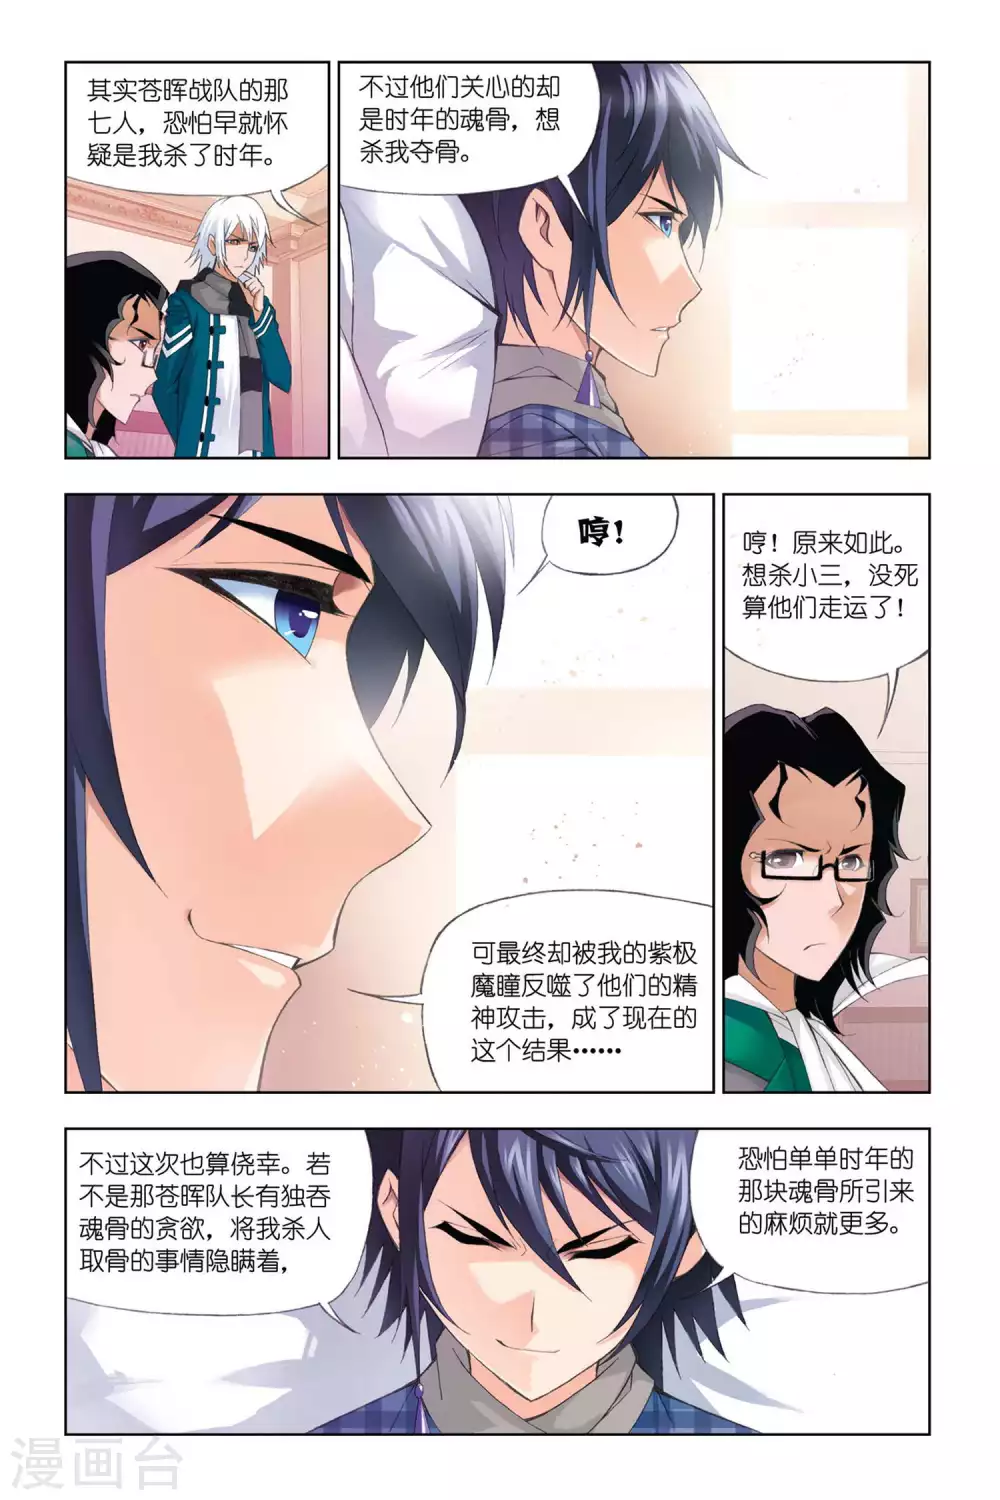 其实苍晖战队的那
七人，恐怕早就怀
疑是我杀了时年。
不过他们关心的却
是时年的魂骨，想
杀我夺骨。
哼！
可最终却被我的紫极
魔瞳反噬了他们的精
神攻击，成了现在的
这个结果……
哼！原来如此。
想杀小三，没死
算他们走运了！
不过这次也算侥幸。若
不是那苍晖队长有独吞
魂骨的贪欲，将我杀人
取骨的事情隐瞒着，
恐怕单单时年的
那块魂骨所引来
的麻烦就更多。
漫画台